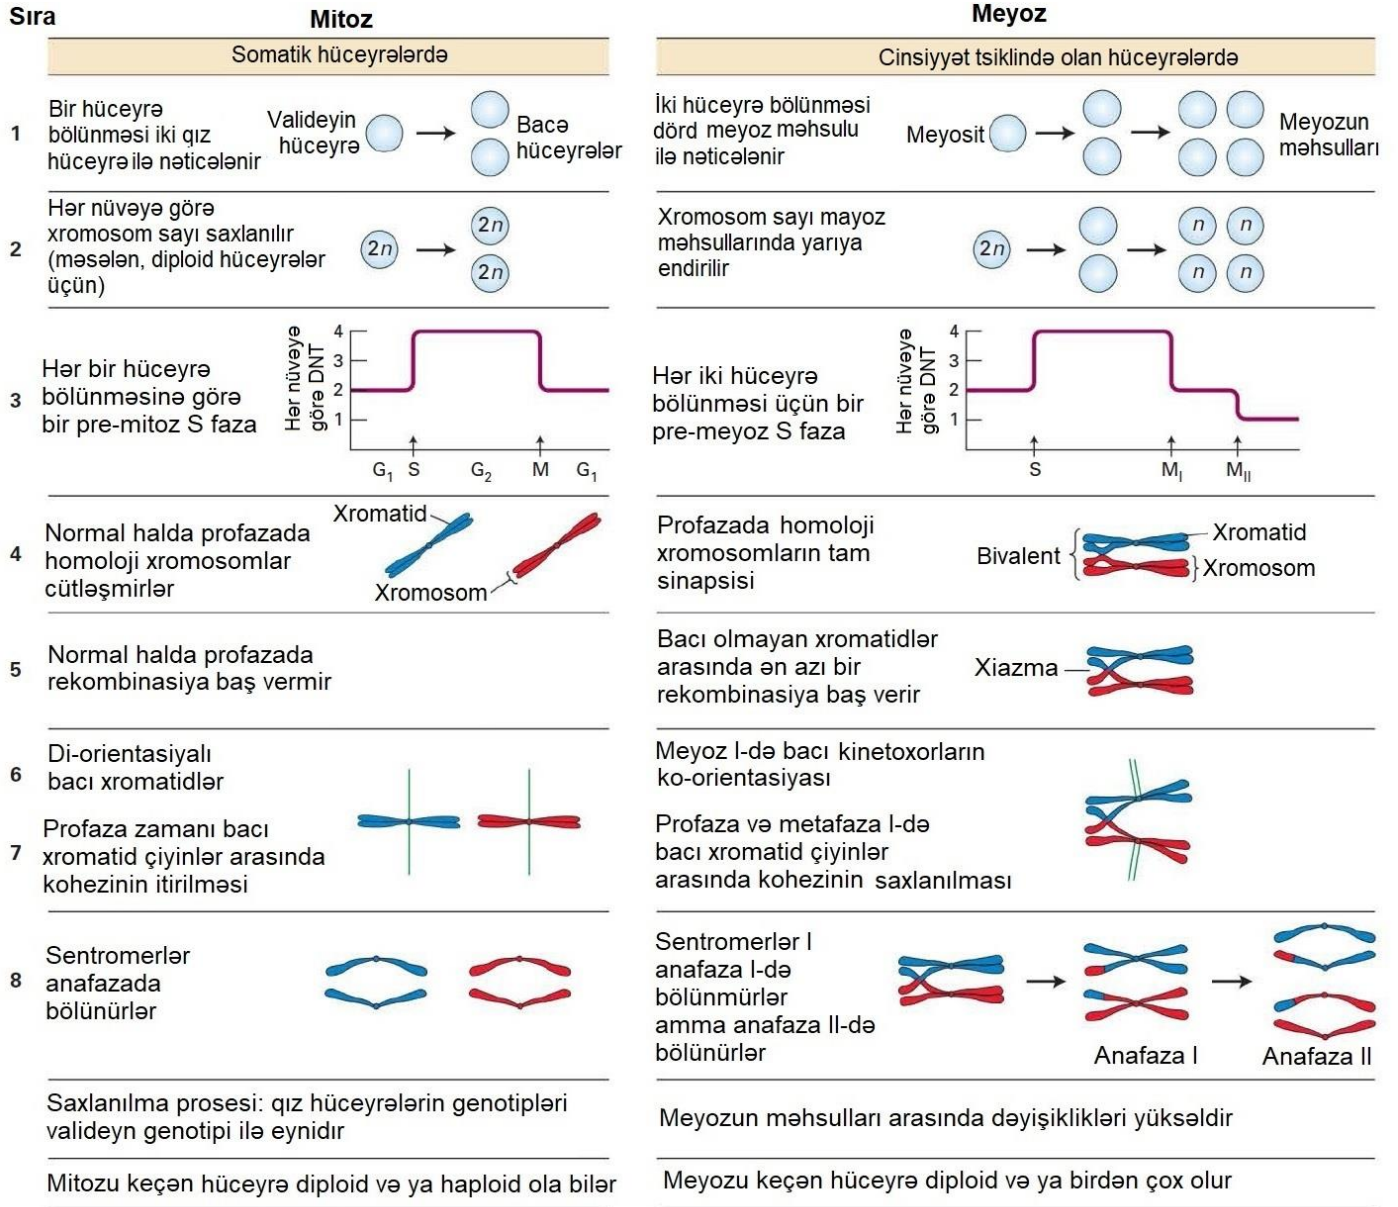 Sıra
Mitoz
Meyoz
Somatik hüceyrələrdə
Cinsiyyət tsiklində olan hüceyrələrdə
1
Bir hüceyrə
bölünməsi iki qız
hüceyrə ilə nəticələnir
Valideyin
hüceyrə
Bacə
hüceyrələr
İki hüceyrə bölünməsi
dörd meyoz məhsulu
ilə nəticələnir
Meyosit
Meyozun
məhsulları
2
Hər nüvəyə görə
xromosom sayı saxlanılır
(məsələn, diploid hüceyrələr
üçün)
2n
2n
2n
Xromosom sayı mayoz
məhsullarında yarıya
endirilir
2n
n
n
n
n
3
Hər bir hüceyrə
bölünməsinə görə
bir pre-mitoz S faza
Hər nüvəyə
görə DNT
4
3
2
1
G1 S G2 M G1
Hər iki hüceyrə
bölünməsi üçün bir
pre-meyoz S faza
Hər nüvəyə
görə DNT
4
3
2
1
S MI MII
4
Normal halda profazada
homoloji xromosomlar
cütləşmirlər
Xromatid
Xromosom
Profazada homoloji
xromosomların tam
sinapsisi
Bivalent
Xromatid
Xromosom
5
Normal halda profazada
rekombinasiya baş vermir
Bacı olmayan xromatidlər
arasında ən azı bir
rekombinasiya baş verir
Xiazma
6
Di-orientasiyalı
bacı xromatidlər
Meyoz I-də bacı kinetoxorların
ko-orientasiyası
7
Profaza zamanı bacı
xromatid çiyinlər arasında
kohezinin itirilməsi
Profaza və metafaza I-də
bacı xromatid çiyinlər
arasında kohezinin saxlanılması
8
Sentromerlər
anafazada
bölünürlər
Sentromerlər I
anafaza I-də
bölünmürlər
amma anafaza II-də
bölünürlər
Anafaza I
Anafaza II
Saxlanılma prosesi: qız hüceyrələrin genotipləri
valideyn genotipi ilə eynidır
Meyozun məhsulları arasında dəyişiklikləri yüksəldir
Mitozu keçən hüceyrə diploid və ya haploid ola bilər
Meyozu keçən hüceyrə diploid və ya birdən çox olur